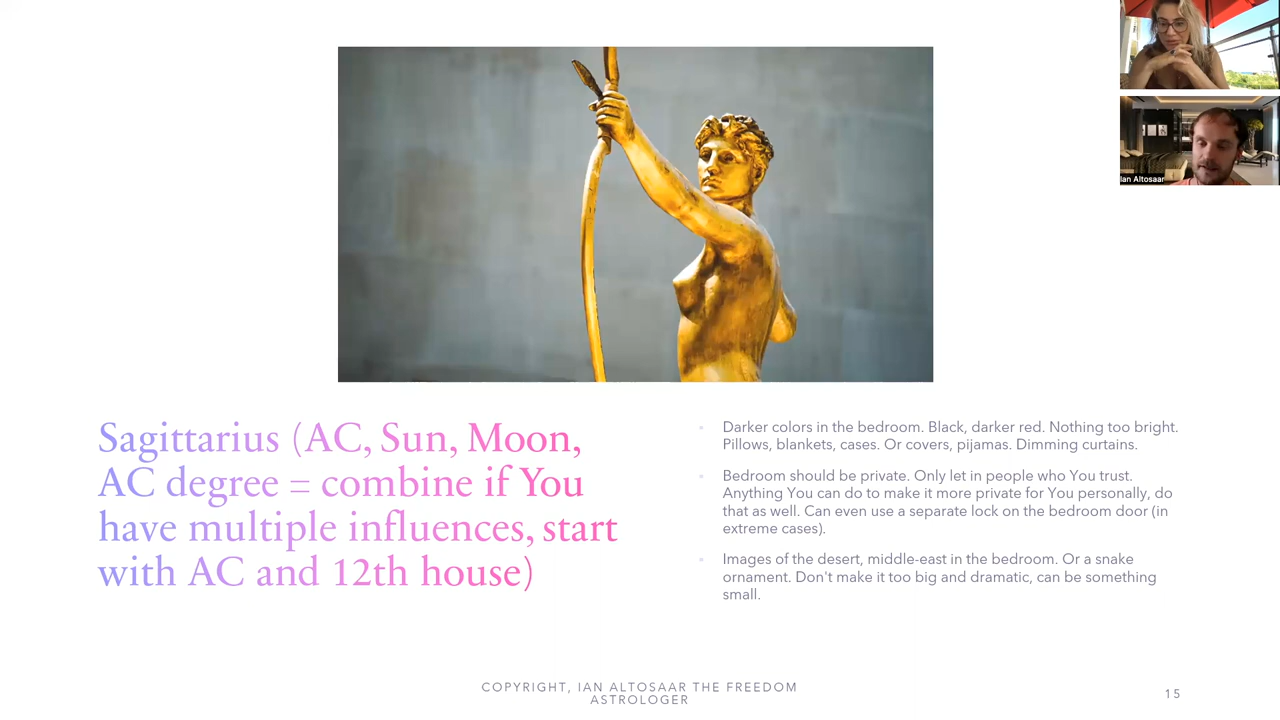 Ian Altosaar
Sagittarius (AC, Sun, Moon,
AC degree = combine if You
have multiple influences, start
with AC and 12th house)
Darker colors in the bedroom. Black, darker red. Nothing too bright.
Pillows, blankets, cases. Or covers, pijamas. Dimming curtains.
Bedroom should be private. Only let in people who You trust.
Anything You can do to make it more private for You personally, do
that as well. Can even use a separate lock on the bedroom door (in
extreme cases).
Images of the desert, middle-east in the bedroom. Or a snake
ornament. Don't make it too big and dramatic, can be something
small.
COPYRIGHT, IAN ALTOSAAR THE FREEDOM
ASTROLOGER
15